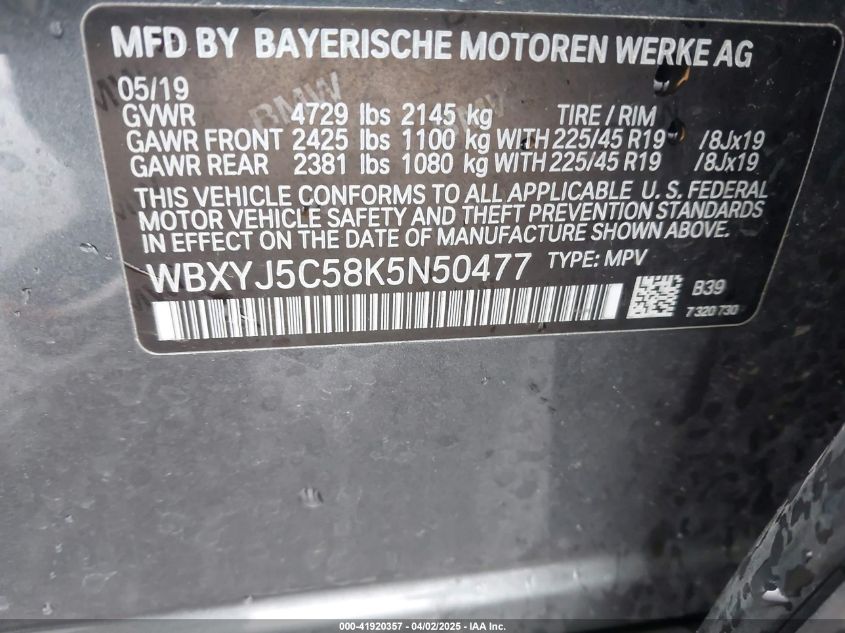 MFD BY BAYERISCHE MOTOREN WERKE AG
05/19
GVWR 4729 lbs 2145 kg TIRE / RIM
GAWR FRONT 2425 lbs 1100 kg WITH 225/45 R19 /8Jx19
GAWR REAR 2381 lbs 1080 kg WITH 225/45 R19 /8Jx19
THIS VEHICLE CONFORMS TO ALL APPLICABLE U. S. FEDERAL
MOTOR VEHICLE SAFETY AND THEFT PREVENTION STANDARDS
IN EFFECT ON THE DATE OF MANUFACTURE SHOWN ABOVE.
WBXYJ5C58K5N50477 TYPE: MPV
B39
7 320 730
000-41920357 - 04/02/2025 - IAA Inc.